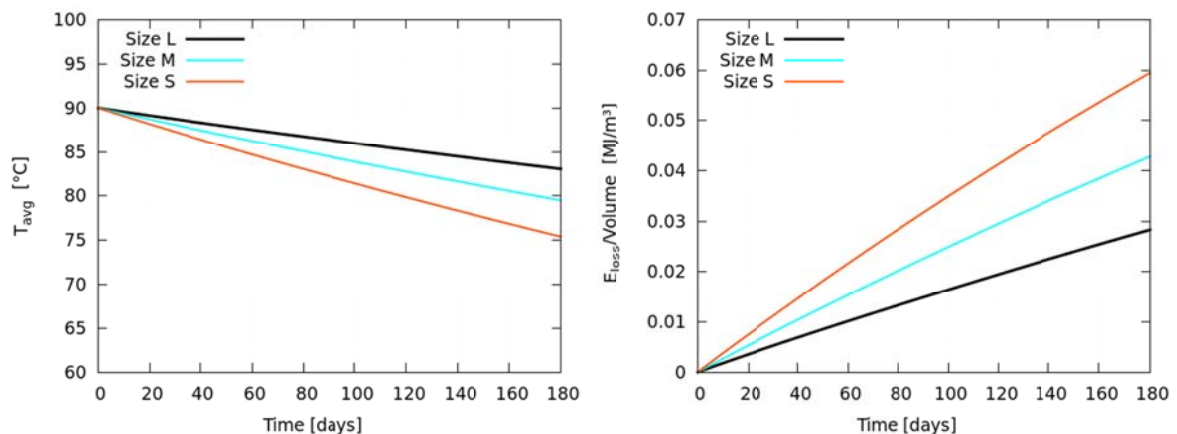 100
95
90
85
80
75
70
65
60
T_avg [°C]
Size L
Size M
Size S
0 20 40 60 80 100 120 140 160 180
Time [days]
0.07
0.06
0.05
0.04
0.03
0.02
0.01
0
E_loss/Volume [MJ/m³]
Size L
Size M
Size S
0 20 40 60 80 100 120 140 160 180
Time [days]